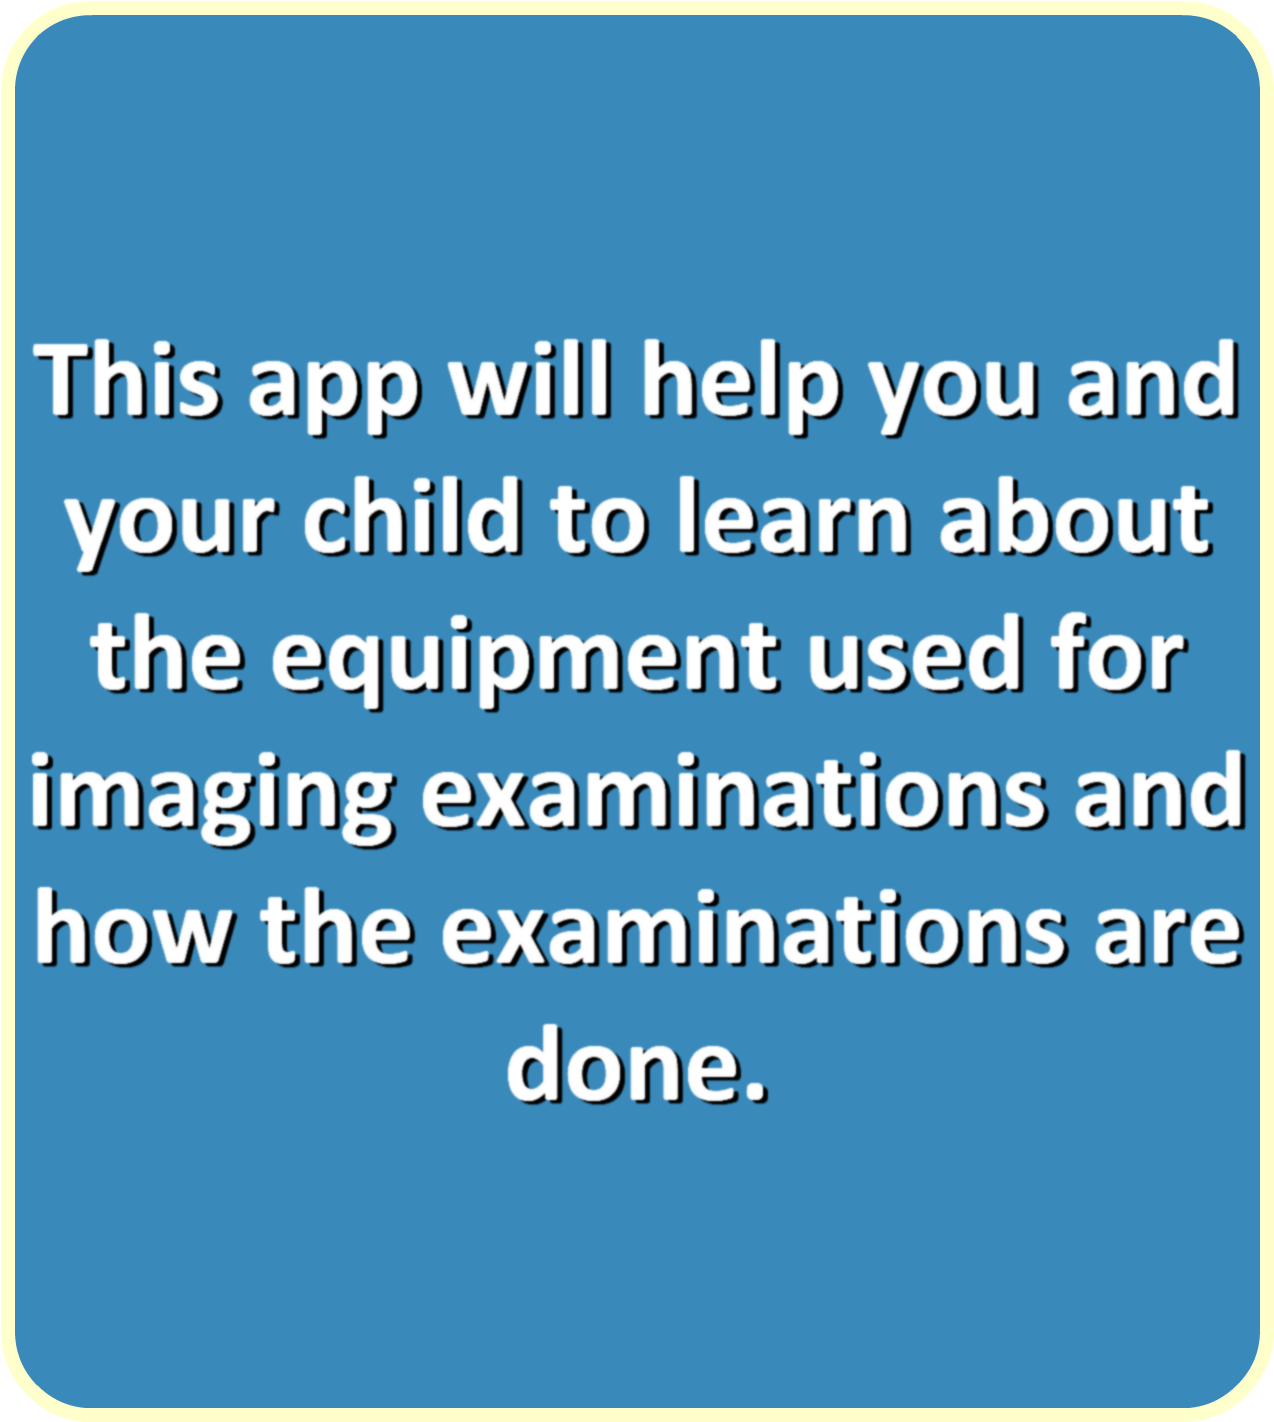 This app will help you and
your child to learn about
the equipment used for
imaging examinations and
how the examinations are
done.